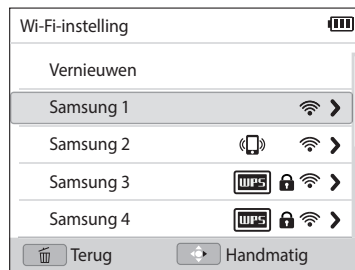 Wi-Fi-instelling
Vernieuwen
Samsung 1
Samsung 2
Samsung 3 WPS
Samsung 4 WPS
Terug Handmatig